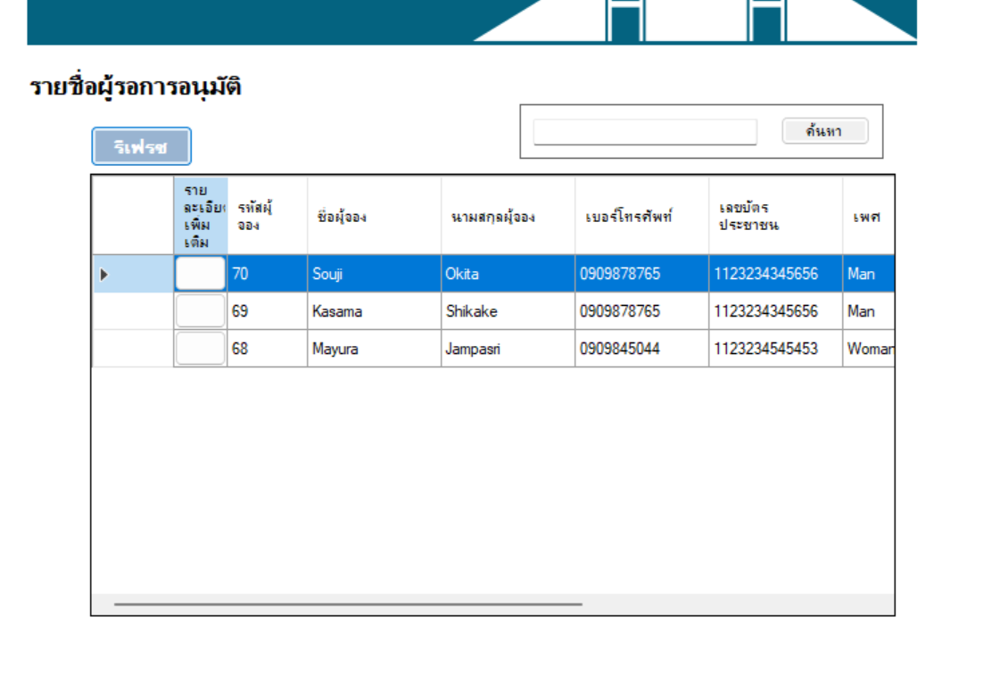 รายชื่อผู้รอการอนุมัติ
รีเฟรช
ค้นหา
ราย
ละเอียด
เพิ่ม
เติม
รหัสผู้
จอง
ชื่อผู้จอง
นามสกุลผู้จอง
เบอร์โทรศัพท์
เลขบัตร
ประชาชน
เพศ
70 Souji Okita 0909878765 1123234345656 Man
69 Kasama Shikake 0909878765 1123234345656 Man
68 Mayura Jampasri 0909845044 1123234545453 Woman